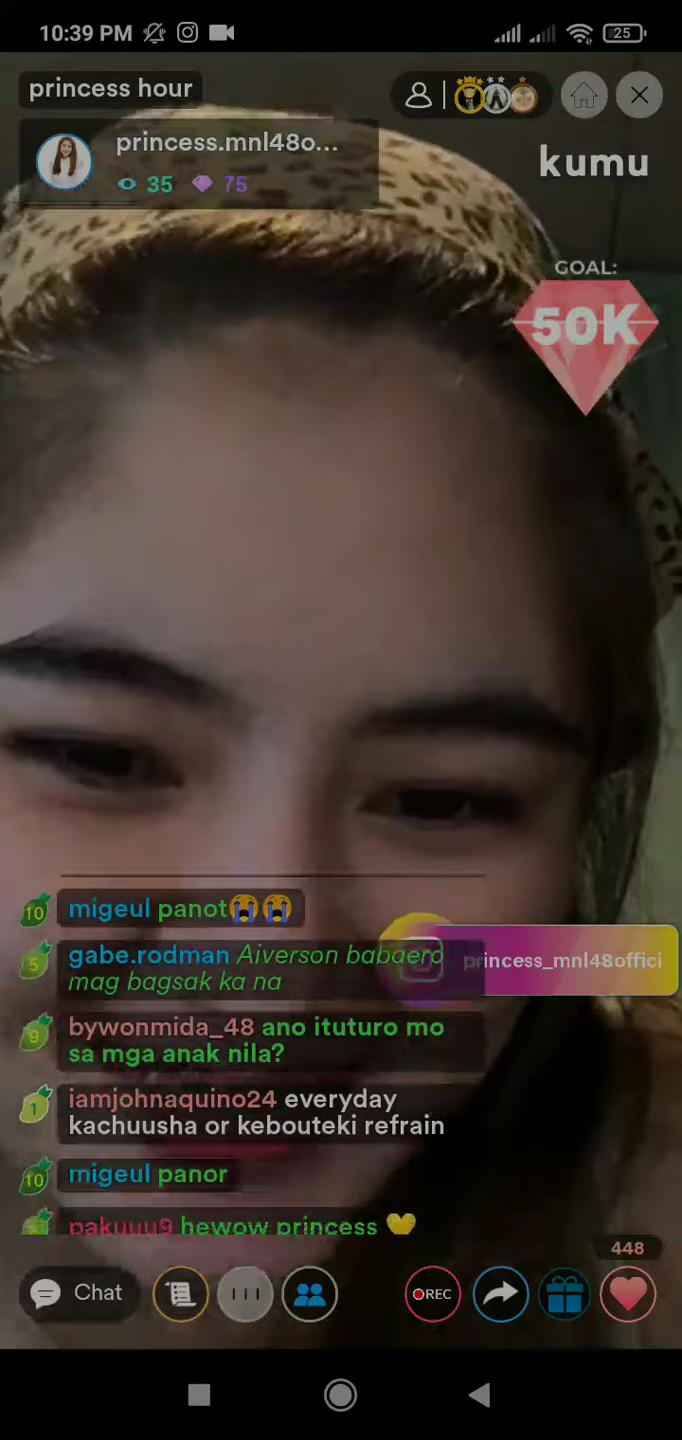 10:39 PM
25
princess hour
princess.mnl48o...
35 75
kumu
GOAL:
50K
migeul panot😭😭
gabe.rodman Aiverson babaero
mag bagsak ka na
princess_mnl48offici
bywonmida_48 ano ituturo mo
sa mga anak nila?
iamjohnaquino24 everyday
kachuusha or kebouteki refrain
migeul panor
pakuuu9 hewow princess 💛
10
5
9
1
10
448
Chat
REC